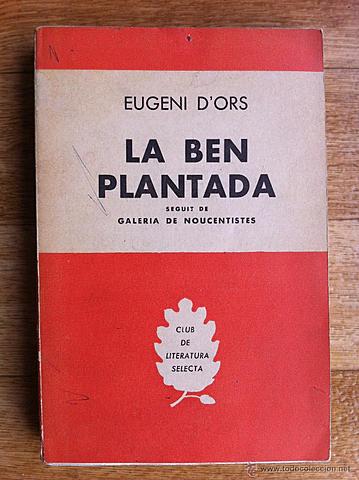 EUGENI D'ORS
LA BEN
PLANTADA
SEGUIT DE
GALERIA DE NOUCENTISTES
CLUB
DE
LITERATURA
SELECTA
© www.todocoleccion.net